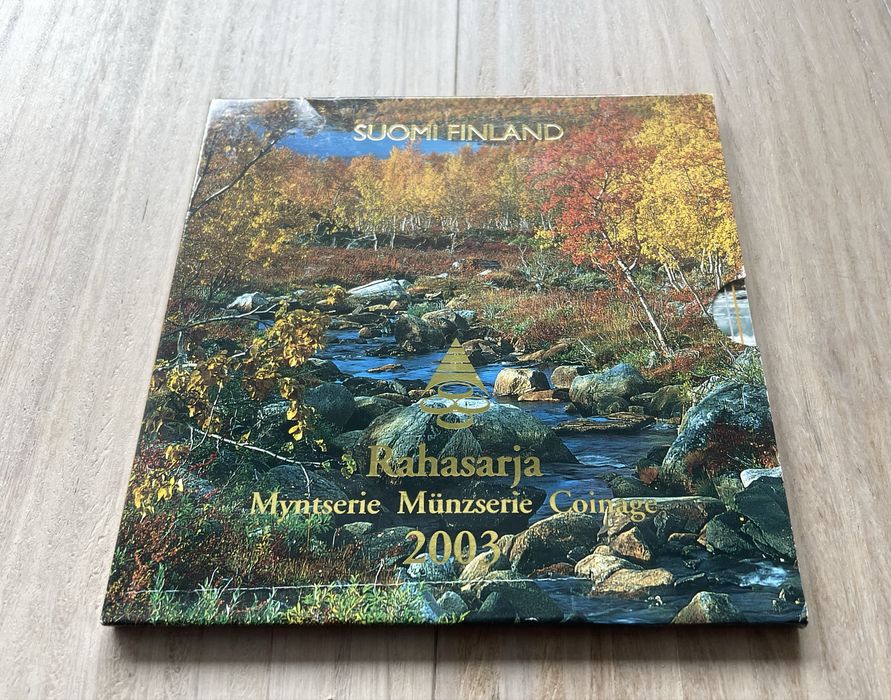 SUOMI FINLAND
Rahasarja
Myntserie Münzserie Coinage
2003